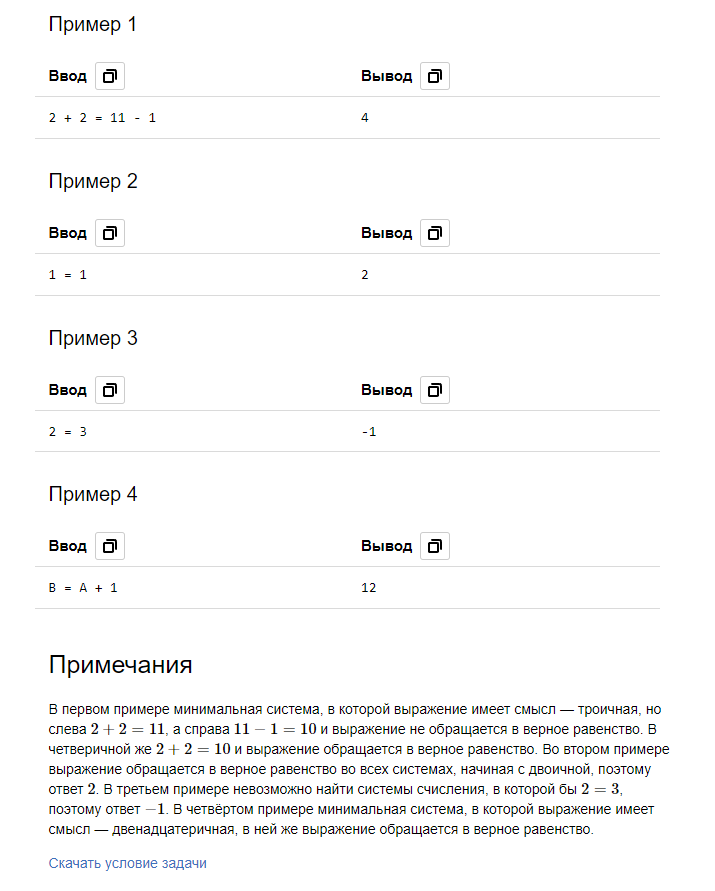 Пример 1
Ввод Вывод
2 + 2 = 11 - 1 4
Пример 2
Ввод Вывод
1 = 1 2
Пример 3
Ввод Вывод
2 = 3 -1
Пример 4
Ввод Вывод
B = A + 1 12
Примечания
В первом примере минимальная система, в которой выражение имеет смысл — троичная, но
слева 2 + 2 = 11, а справа 11 − 1 = 10 и выражение не обращается в верное равенство. В
четверичной же 2 + 2 = 10 и выражение обращается в верное равенство. Во втором примере
выражение обращается в верное равенство во всех системах, начиная с двоичной, поэтому
ответ 2. В третьем примере невозможно найти системы счисления, в которой бы 2 = 3,
поэтому ответ −1. В четвёртом примере минимальная система, в которой выражение имеет
смысл — двенадцатеричная, в ней же выражение обращается в верное равенство.
Скачать условие задачи